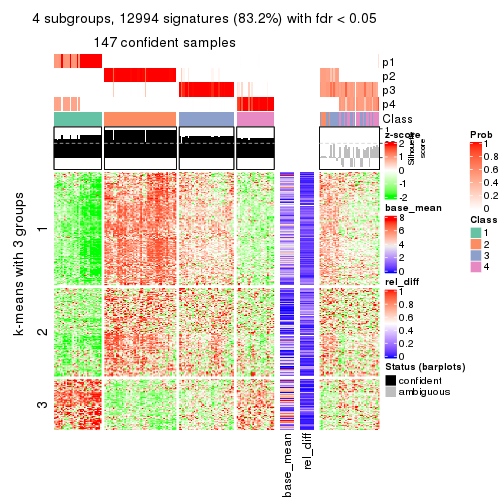 4 subgroups, 12994 signatures (83.2%) with fdr < 0.05
147 confident samples
p1
p2
p3
p4
Class
1
Silhouette
score
z-score
2
1
0
-1
-2
base_mean
8
6
4
2
0
rel_diff
1
0.8
0.6
0.4
0.2
0
Status (barplots)
confident
ambiguous
Prob
1
0.8
0.6
0.4
0.2
0
Class
1
2
3
4
k-means with 3 groups
1
2
3
base_mean
rel_diff